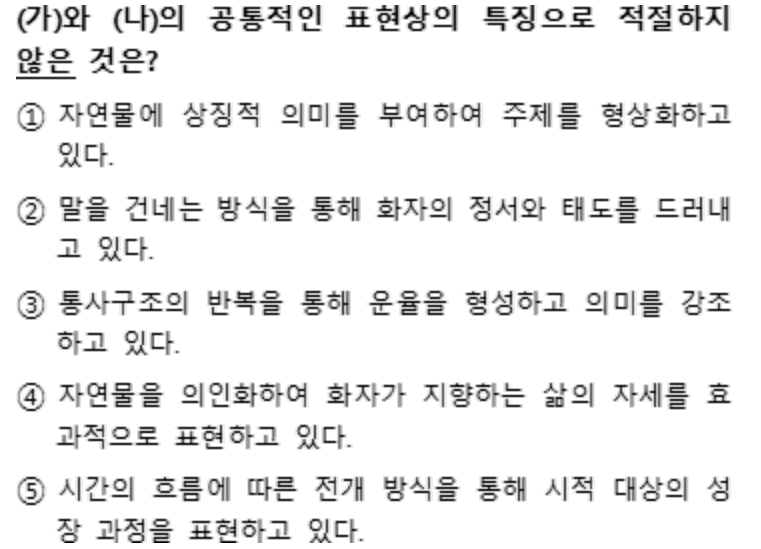 (가)와 (나)의 공통적인 표현상의 특징으로 적절하지
않은 것은?
① 자연물에 상징적 의미를 부여하여 주제를 형상화하고
있다.
② 말을 건네는 방식을 통해 화자의 정서와 태도를 드러내
고 있다.
③ 통사구조의 반복을 통해 운율을 형성하고 의미를 강조
하고 있다.
④ 자연물을 의인화하여 화자가 지향하는 삶의 자세를 효
과적으로 표현하고 있다.
⑤ 시간의 흐름에 따른 전개 방식을 통해 시적 대상의 성
장 과정을 표현하고 있다.